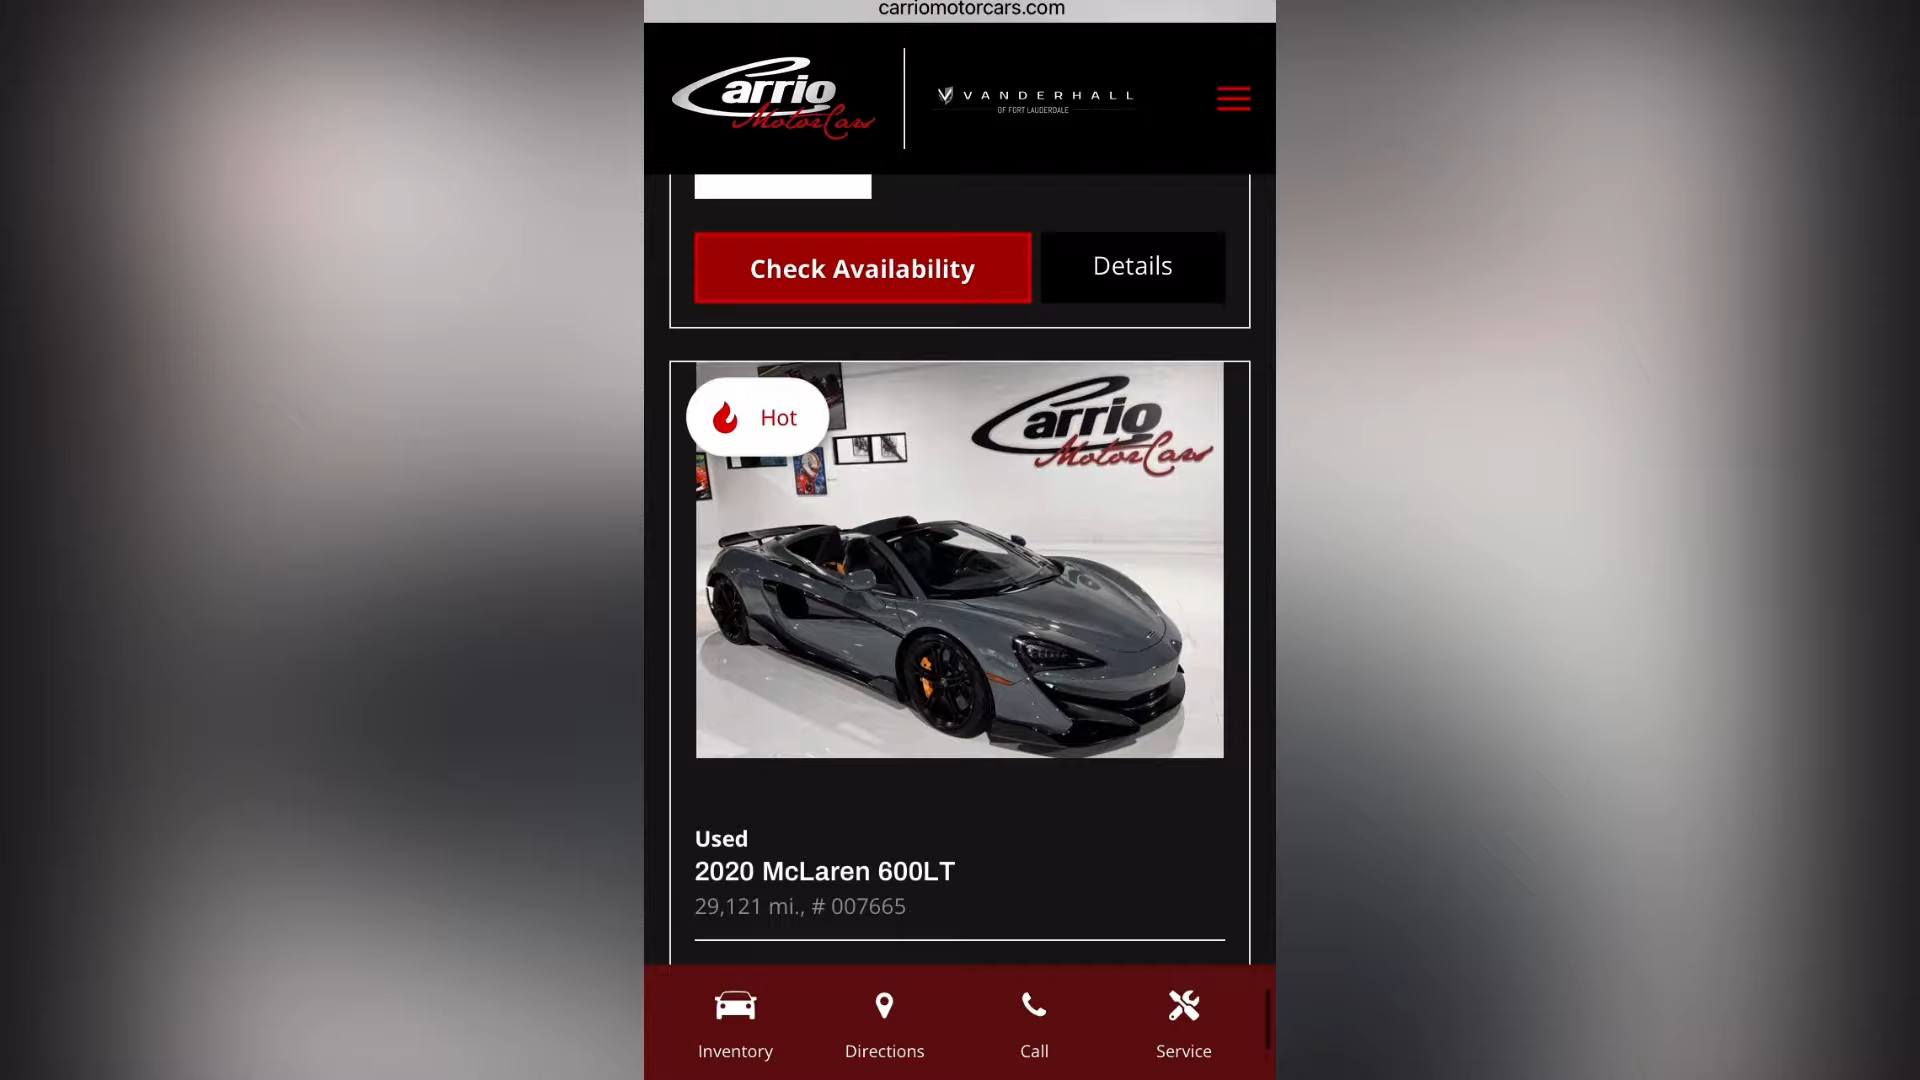 carriomotorcars.com
Carrio
MotorCars
VANDERHALL
OF FORT LAUDERDALE
Check Availability
Details
Hot
Carrio
MotorCars
Used
2020 McLaren 600LT
29,121 mi., # 007665
Inventory
Directions
Call
Service